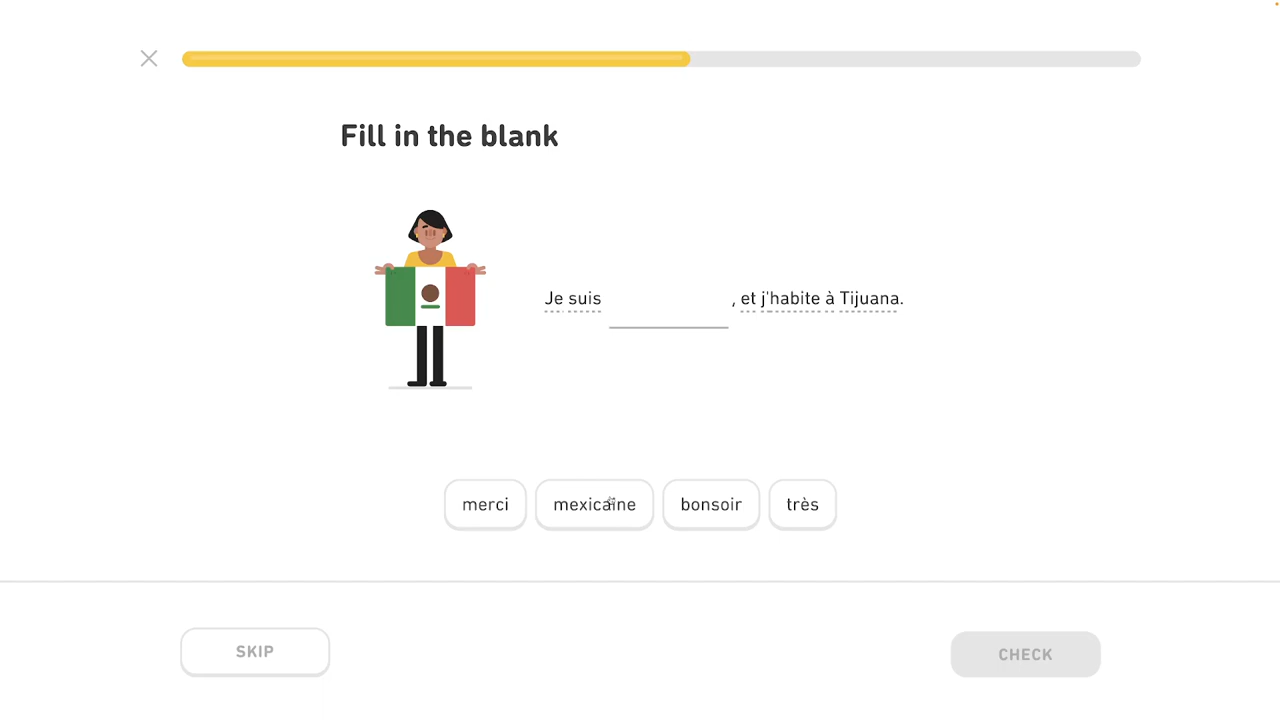 Fill in the blank
Je suis , et j'habite à Tijuana.
merci mexicaine bonsoir très
SKIP CHECK